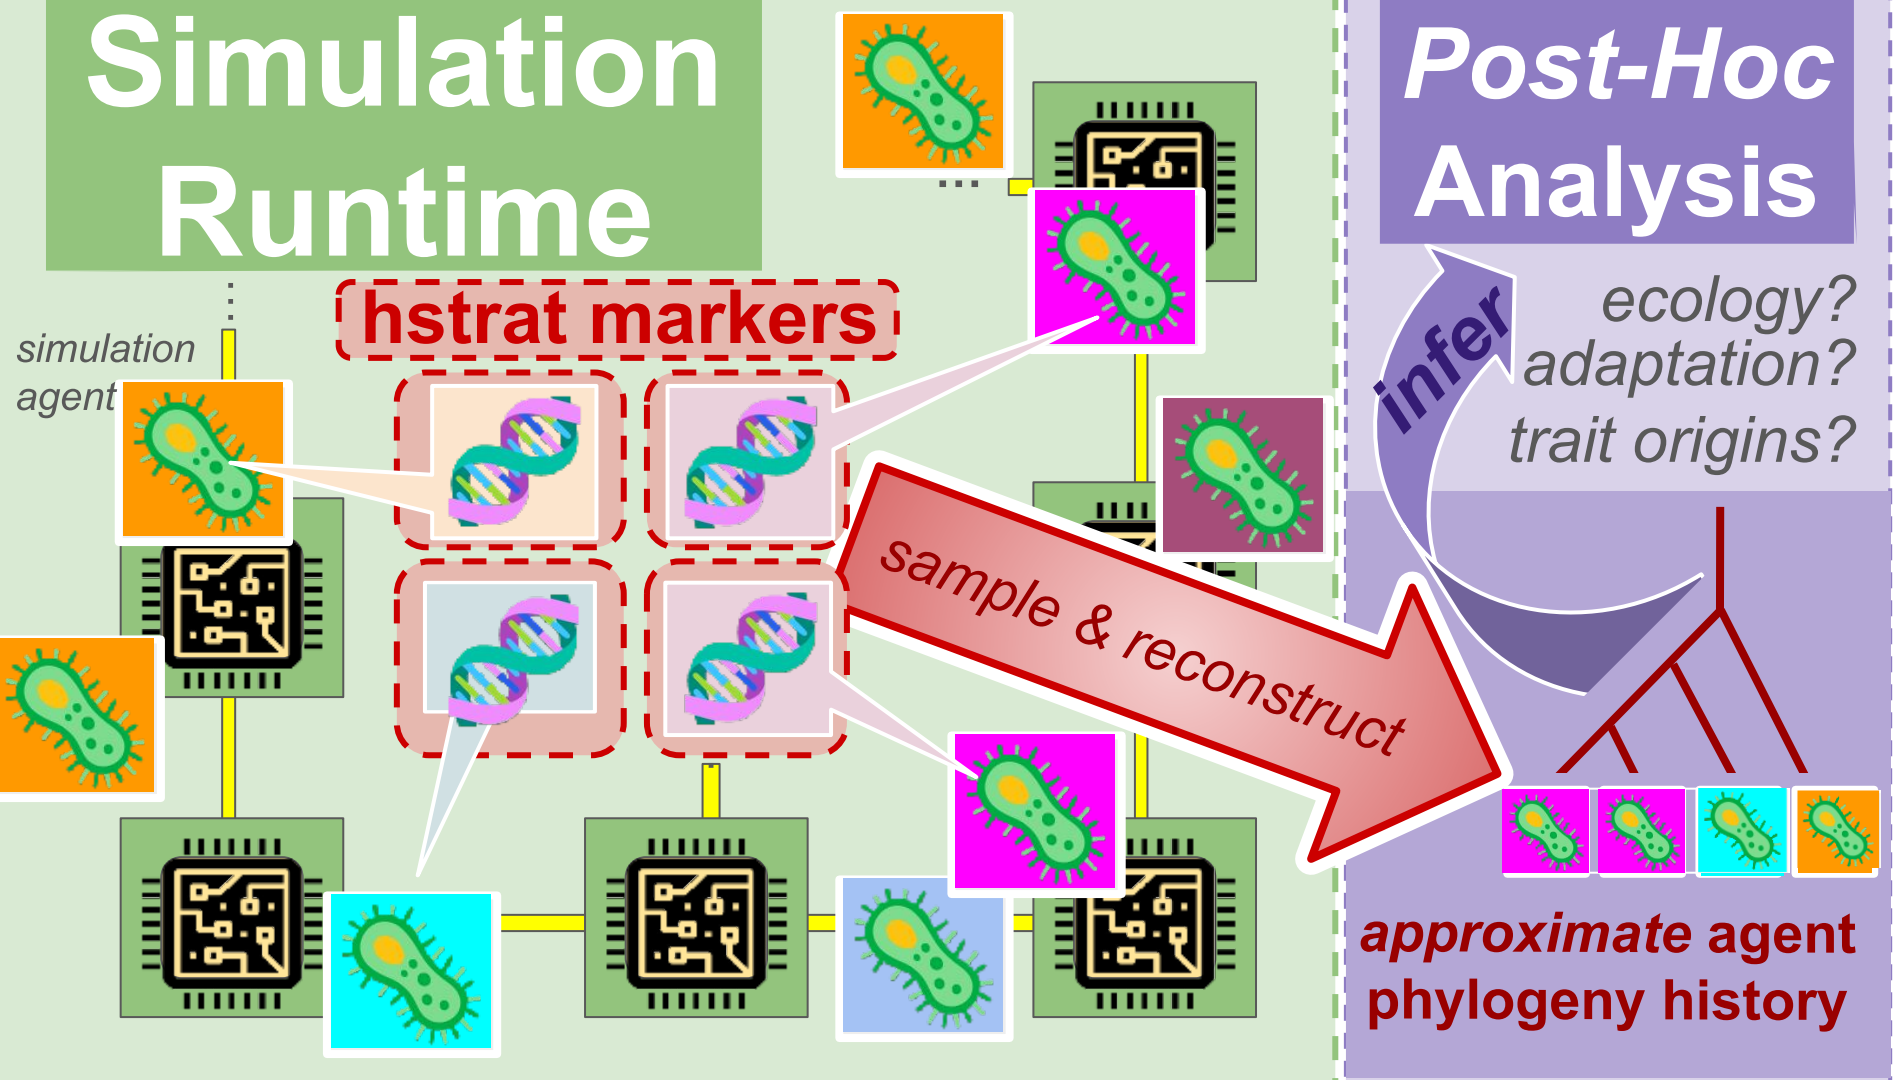 Simulation
Runtime
simulation
agent
hstrat markers
sample & reconstruct
Post-Hoc
Analysis
infer
ecology?
adaptation?
trait origins?
approximate agent
phylogeny history